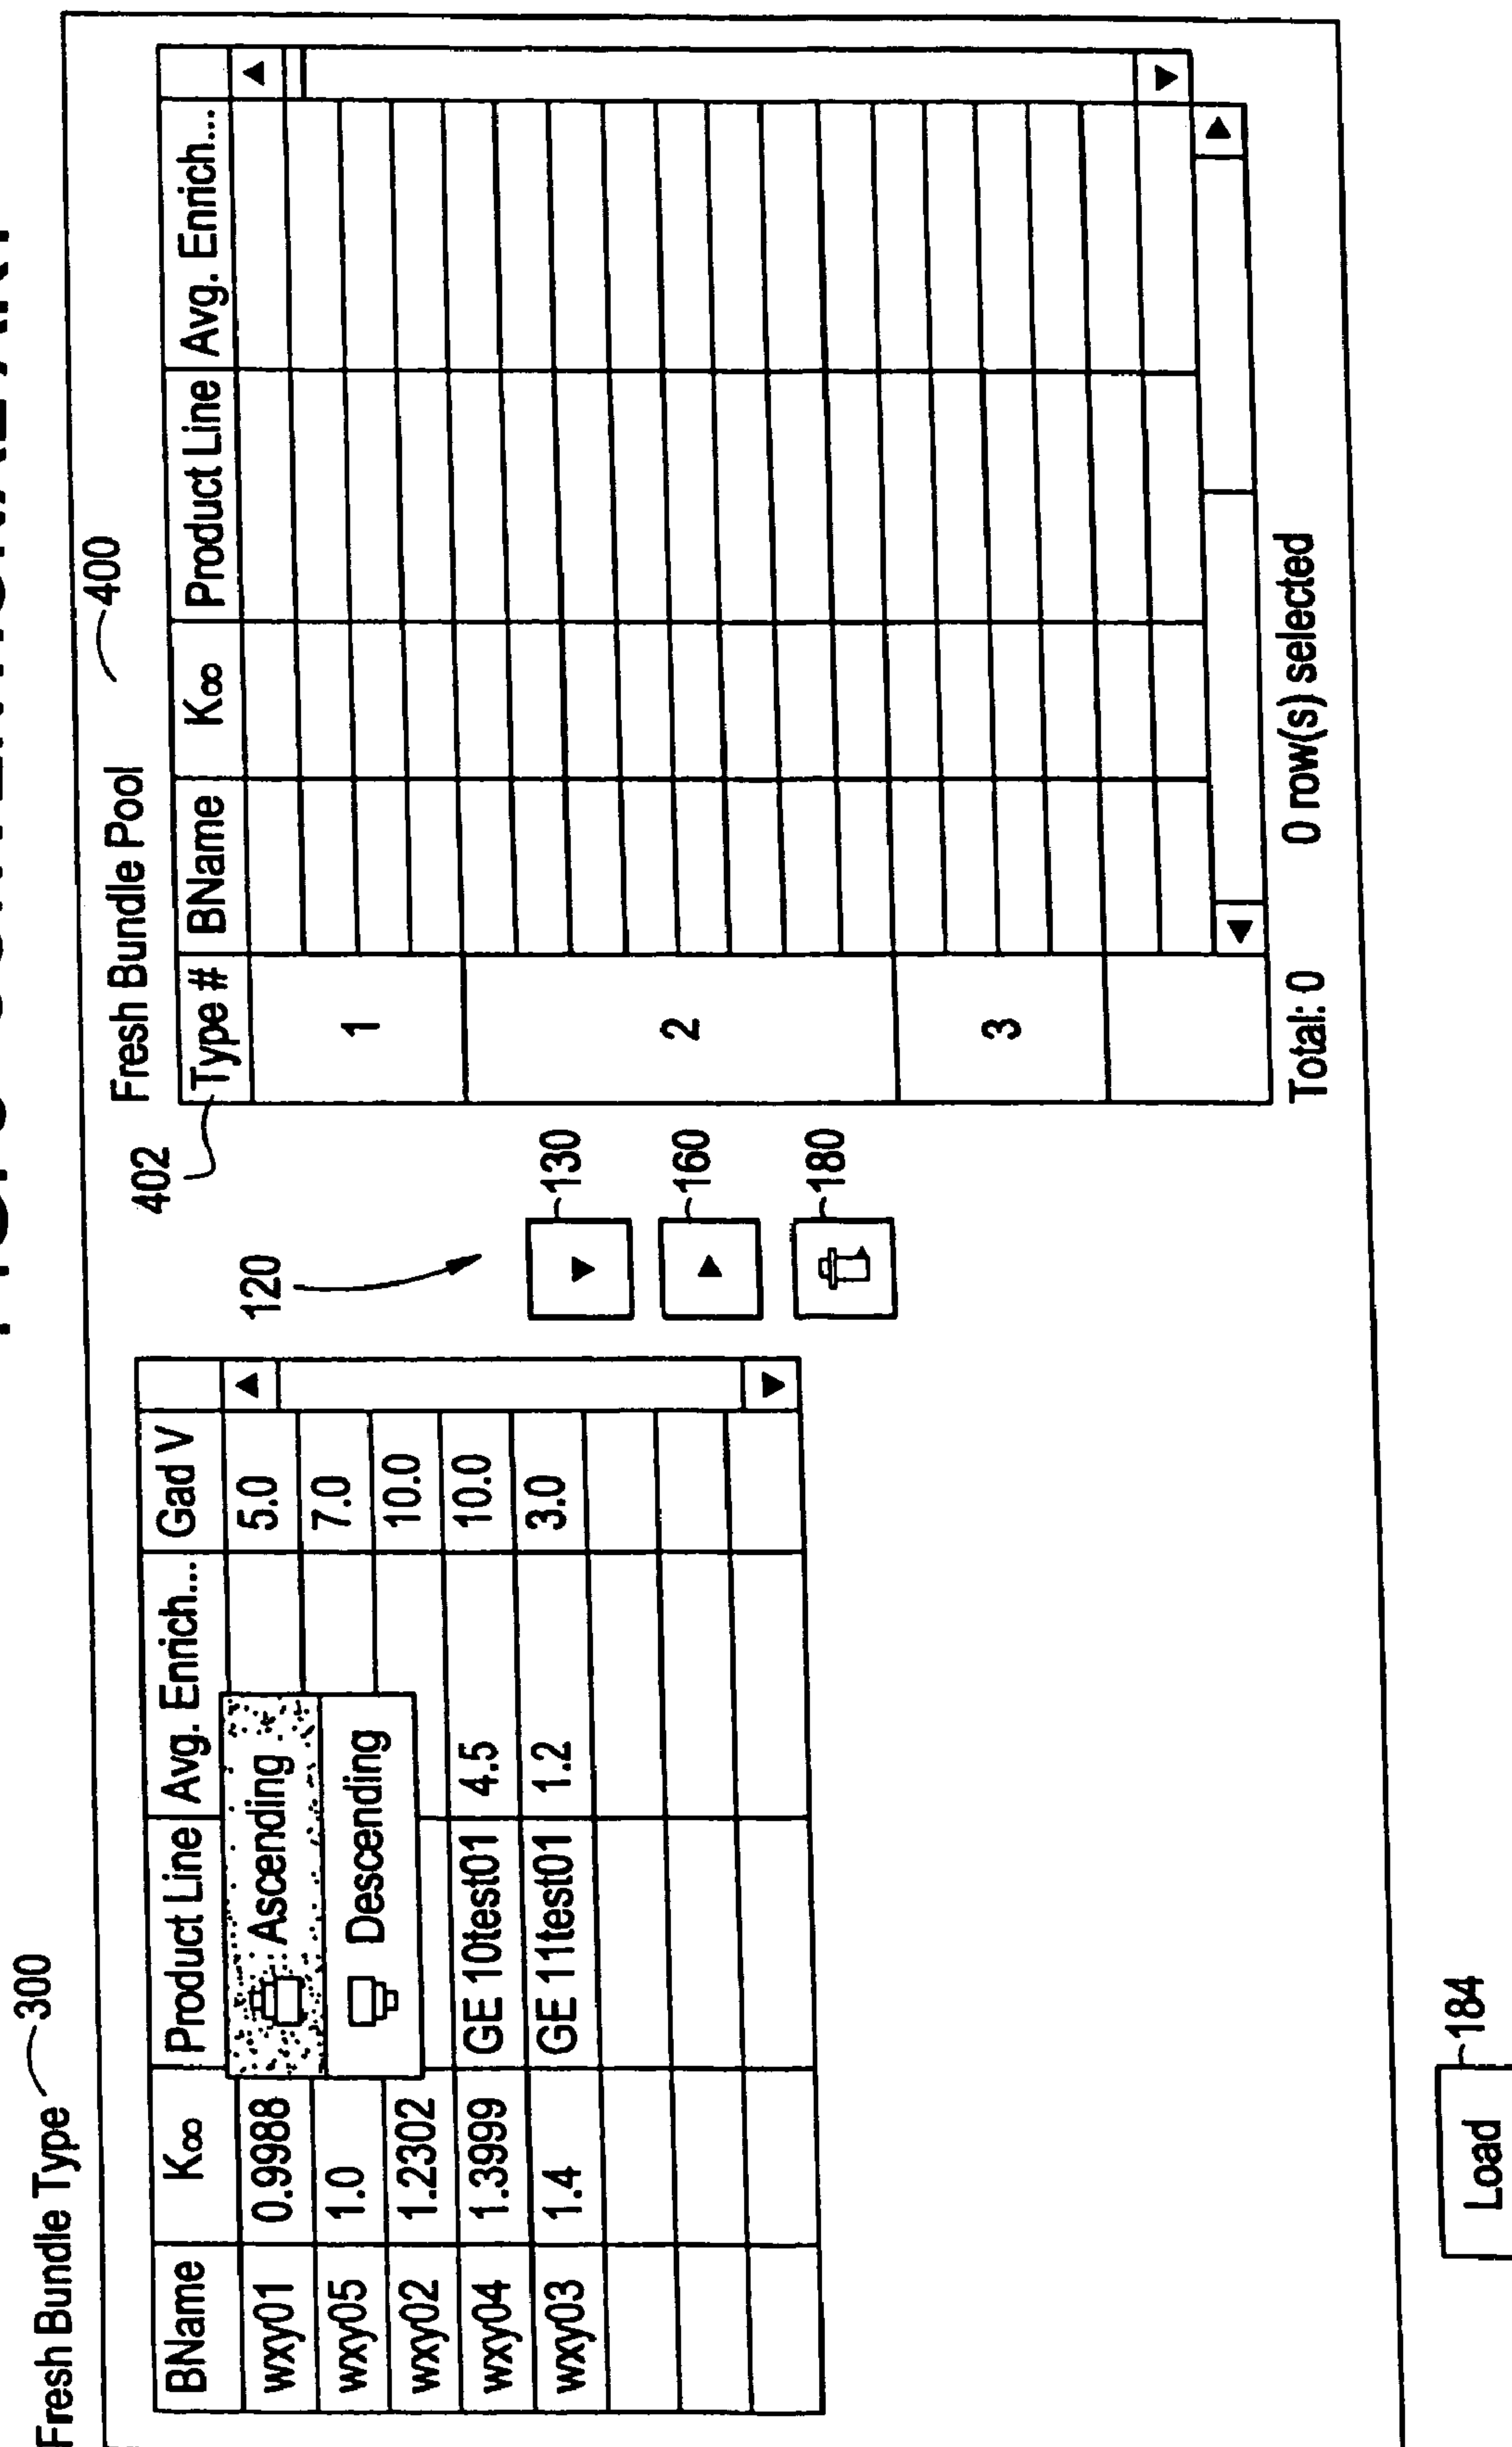 Fresh Bundle Type 300
BName K∞ Product Line Avg. Enrich... Gad V
wxy01 0.9988 5.0
wxy05 1.0 7.0
wxy02 1.2302 10.0
wxy04 1.3999 GE 10test01 4.5 10.0
wxy03 1.4 GE 11test01 1.2 3.0
Ascending
Descending
120
130
160
180
402
Fresh Bundle Pool 400
Type # BName K∞ Product Line Avg. Enrich...
1
2
3
Total: 0 0 row(s) selected
Load 184